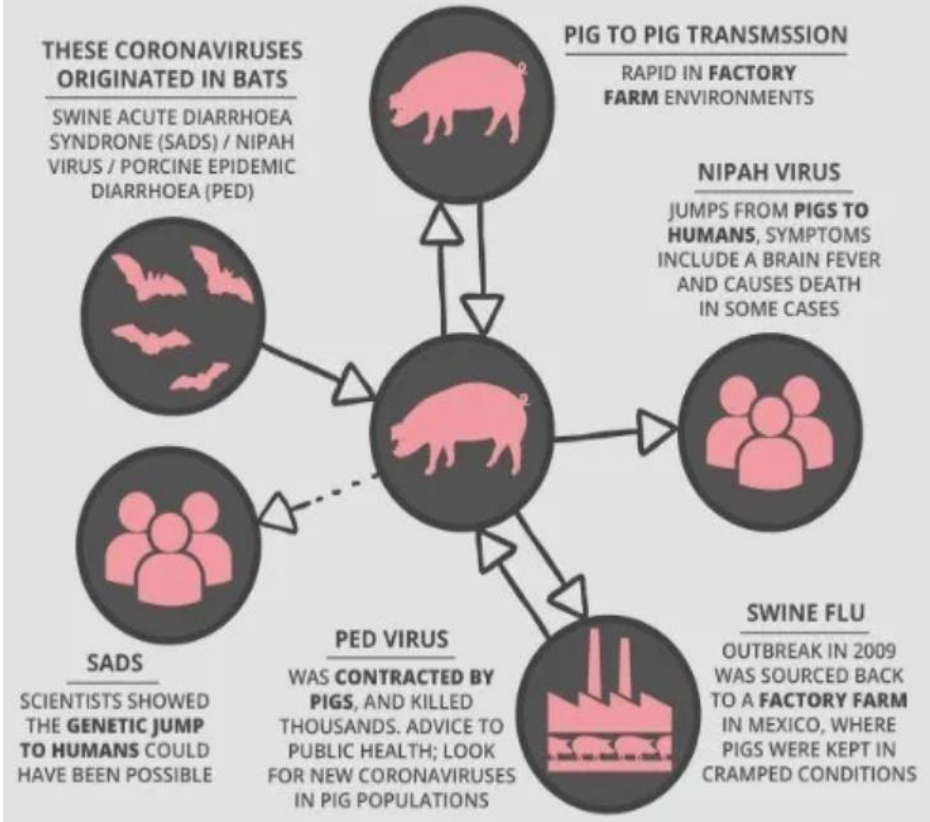 THESE CORONAVIRUSES
ORIGINATED IN BATS
SWINE ACUTE DIARRHOEA
SYNDROME (SADS) / NIPAH
VIRUS / PORCINE EPIDEMIC
DIARRHOEA (PED)
PIG TO PIG TRANSMSSION
RAPID IN FACTORY
FARM ENVIRONMENTS
NIPAH VIRUS
JUMPS FROM PIGS TO
HUMANS, SYMPTOMS
INCLUDE A BRAIN FEVER
AND CAUSES DEATH
IN SOME CASES
SADS
SCIENTISTS SHOWED
THE GENETIC JUMP
TO HUMANS COULD
HAVE BEEN POSSIBLE
PED VIRUS
WAS CONTRACTED BY
PIGS, AND KILLED
THOUSANDS. ADVICE TO
PUBLIC HEALTH; LOOK
FOR NEW CORONAVIRUSES
IN PIG POPULATIONS
SWINE FLU
OUTBREAK IN 2009
WAS SOURCED BACK
TO A FACTORY FARM
IN MEXICO, WHERE
PIGS WERE KEPT IN
CRAMPED CONDITIONS